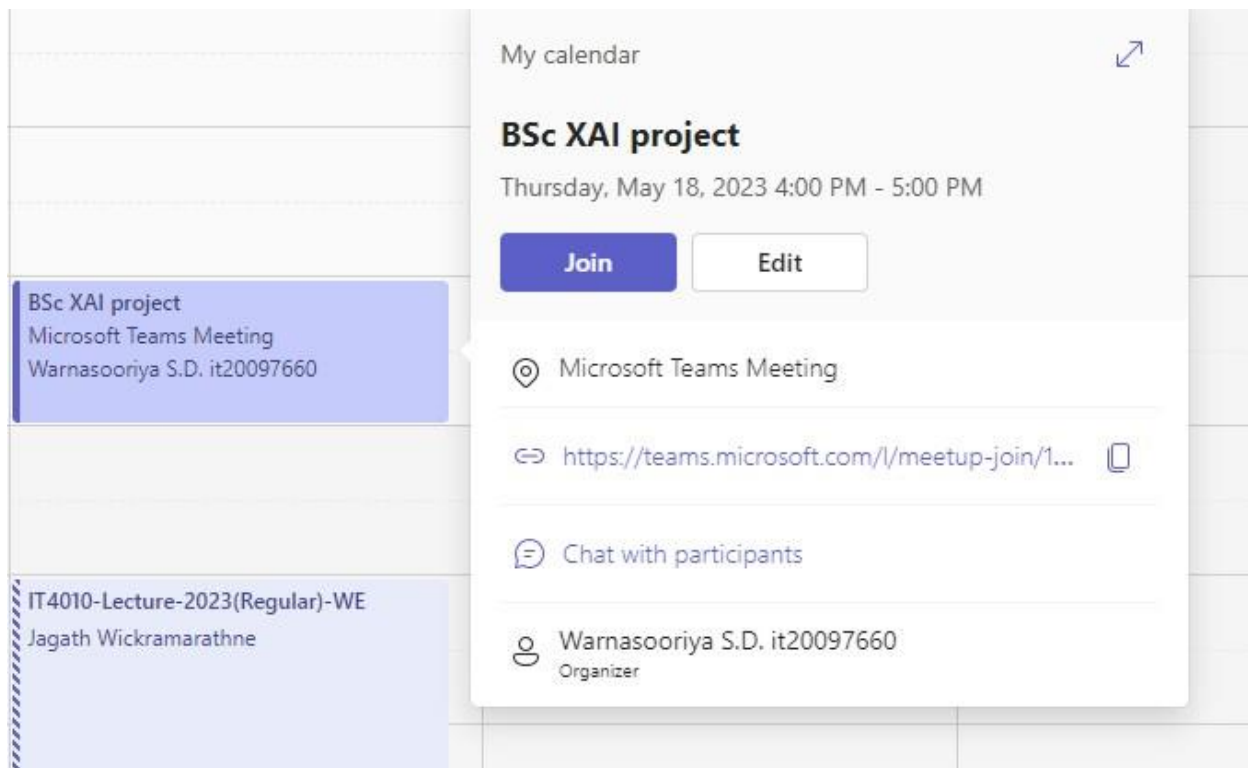 My calendar
BSc XAI project
Thursday, May 18, 2023 4:00 PM - 5:00 PM
Join
Edit
BSc XAI project
Microsoft Teams Meeting
Warnasooriya S.D. it20097660
Microsoft Teams Meeting
https://teams.microsoft.com/l/meetup-join/1...
Chat with participants
IT4010-Lecture-2023(Regular)-WE
Jagath Wickramarathne
Warnasooriya S.D. it20097660
Organizer